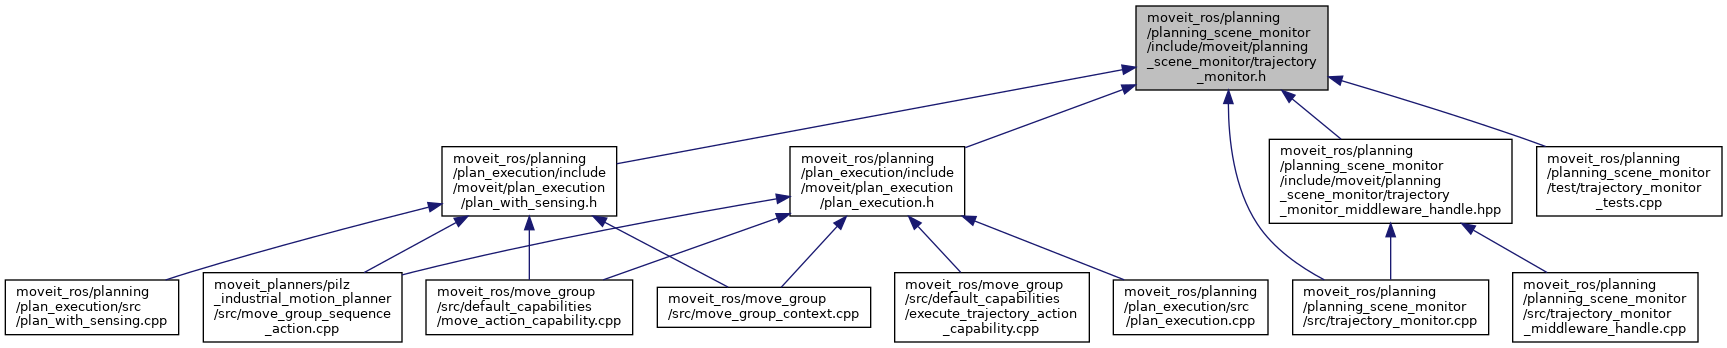 moveit_ros/planning
/planning_scene_monitor
/include/moveit/planning
_scene_monitor/trajectory
_monitor.h
moveit_ros/planning
/plan_execution/include
/moveit/plan_execution
/plan_with_sensing.h
moveit_ros/planning
/plan_execution/include
/moveit/plan_execution
/plan_execution.h
moveit_ros/planning
/planning_scene_monitor
/include/moveit/planning
_scene_monitor/trajectory
_monitor_middleware_handle.hpp
moveit_ros/planning
/planning_scene_monitor
/test/trajectory_monitor
_tests.cpp
moveit_ros/planning
/plan_execution/src
/plan_with_sensing.cpp
moveit_planners/pilz
_industrial_motion_planner
/src/move_group_sequence
_action.cpp
moveit_ros/move_group
/src/default_capabilities
/move_action_capability.cpp
moveit_ros/move_group
/src/move_group_context.cpp
moveit_ros/move_group
/src/default_capabilities
/execute_trajectory_action
_capability.cpp
moveit_ros/planning
/plan_execution/src
/plan_execution.cpp
moveit_ros/planning
/planning_scene_monitor
/src/trajectory_monitor.cpp
moveit_ros/planning
/planning_scene_monitor
/src/trajectory_monitor
_middleware_handle.cpp